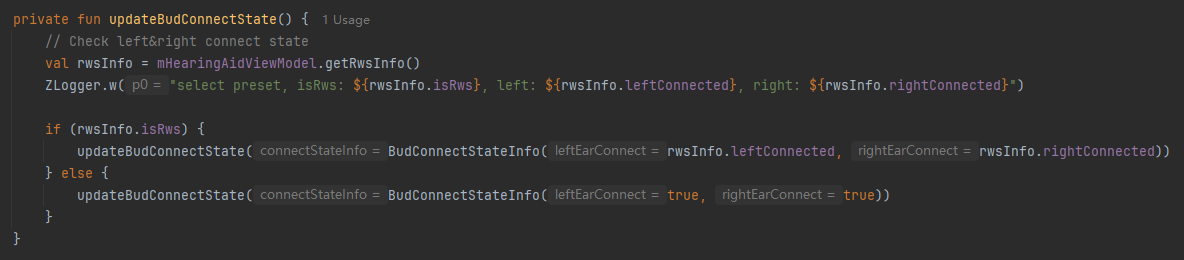 private fun updateBudConnectState() { 1 Usage
// Check left&right connect state
val rwsInfo = mHearingAidViewModel.getRwsInfo()
ZLogger.w( p0 = "select preset, isRws: ${rwsInfo.isRws}, left: ${rwsInfo.leftConnected}, right: ${rwsInfo.rightConnected}")
if (rwsInfo.isRws) {
updateBudConnectState( connectStateInfo = BudConnectStateInfo( leftEarConnect = rwsInfo.leftConnected, rightEarConnect = rwsInfo.rightConnected))
} else {
updateBudConnectState( connectStateInfo = BudConnectStateInfo( leftEarConnect = true, rightEarConnect = true))
}
}